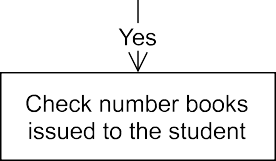 Yes
Check number books
issued to the student